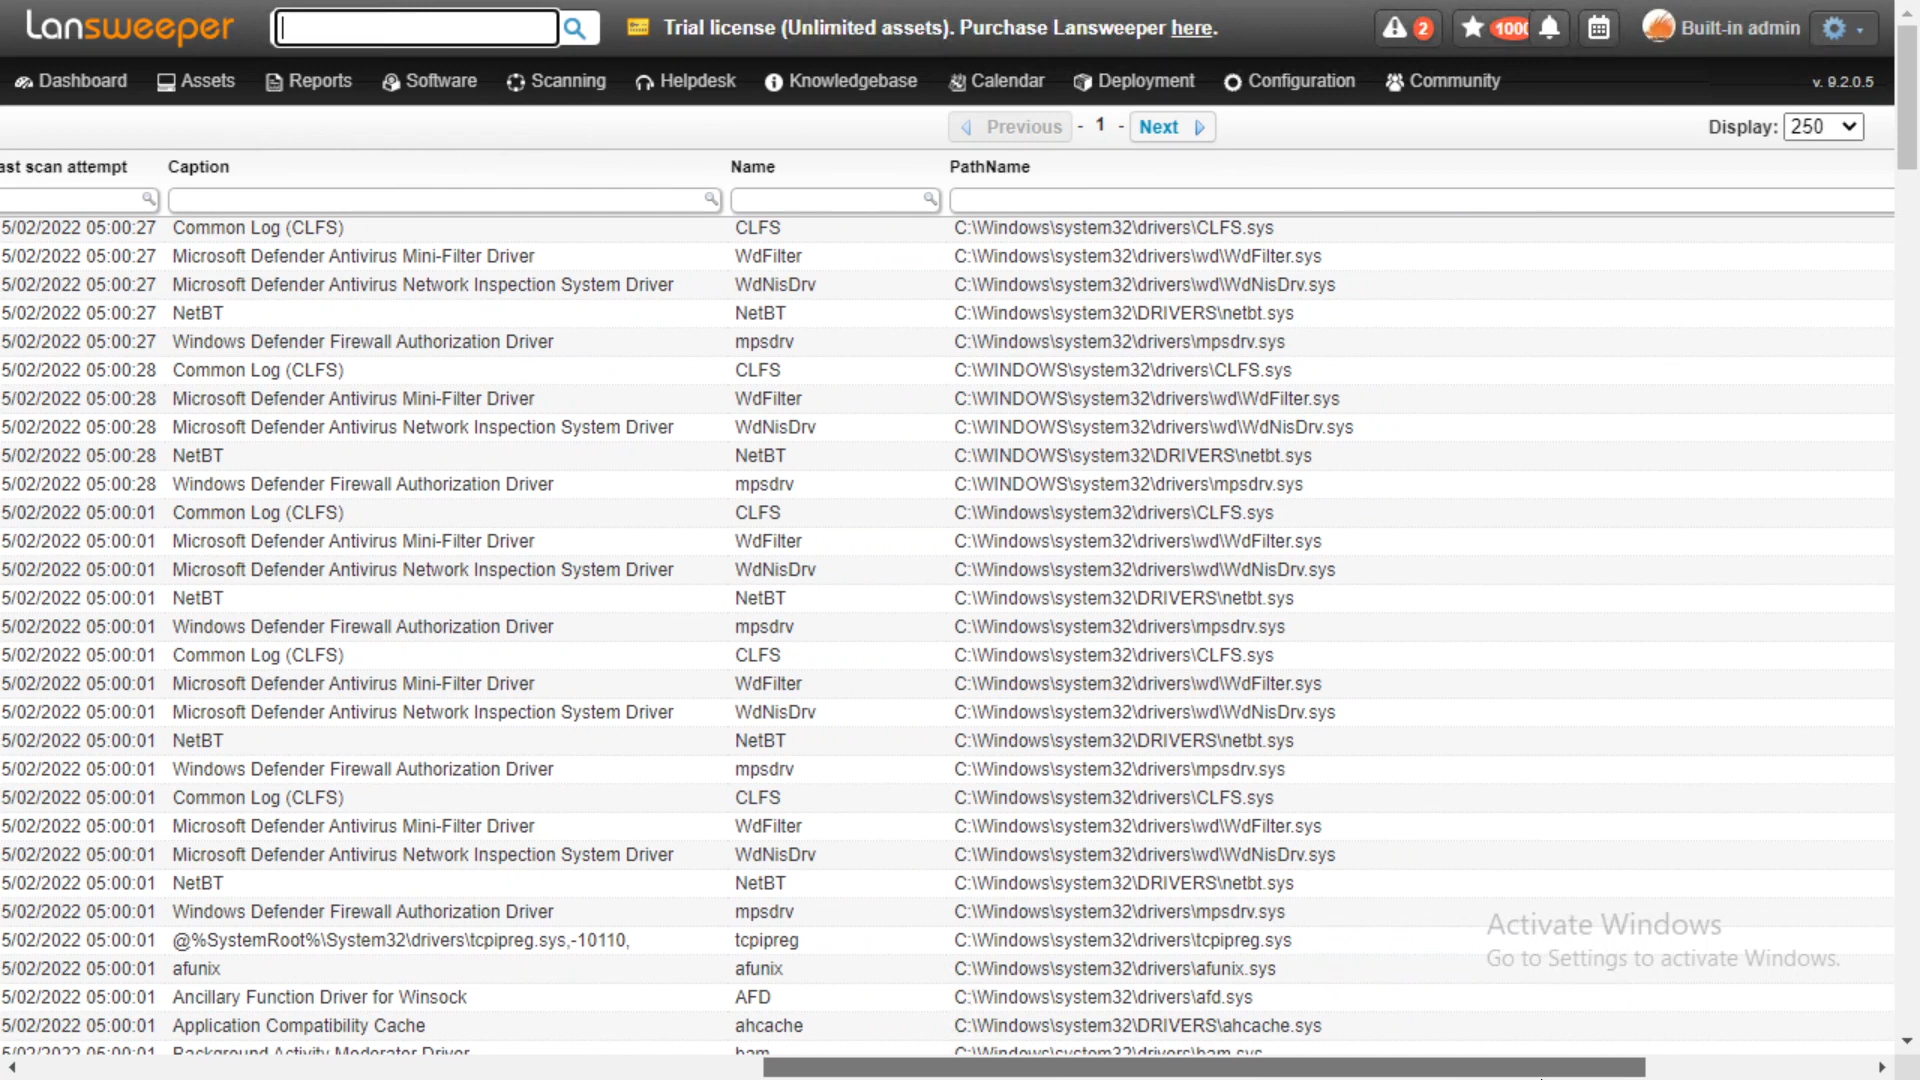 Lansweeper
Trial license (Unlimited assets). Purchase Lansweeper here.
2
1000
Built-in admin
Dashboard Assets Reports Software Scanning Helpdesk Knowledgebase Calendar Deployment Configuration Community v. 9.2.0.5
Previous - 1 - Next Display: 250
ast scan attempt Caption Name PathName
5/02/2022 05:00:27 Common Log (CLFS) CLFS C:\Windows\system32\drivers\CLFS.sys
5/02/2022 05:00:27 Microsoft Defender Antivirus Mini-Filter Driver WdFilter C:\Windows\system32\drivers\wd\WdFilter.sys
5/02/2022 05:00:27 Microsoft Defender Antivirus Network Inspection System Driver WdNisDrv C:\Windows\system32\drivers\wd\WdNisDrv.sys
5/02/2022 05:00:27 NetBT NetBT C:\Windows\system32\DRIVERS\netbt.sys
5/02/2022 05:00:27 Windows Defender Firewall Authorization Driver mpsdrv C:\Windows\system32\drivers\mpsdrv.sys
5/02/2022 05:00:28 Common Log (CLFS) CLFS C:\WINDOWS\system32\drivers\CLFS.sys
5/02/2022 05:00:28 Microsoft Defender Antivirus Mini-Filter Driver WdFilter C:\WINDOWS\system32\drivers\wd\WdFilter.sys
5/02/2022 05:00:28 Microsoft Defender Antivirus Network Inspection System Driver WdNisDrv C:\WINDOWS\system32\drivers\wd\WdNisDrv.sys
5/02/2022 05:00:28 NetBT NetBT C:\WINDOWS\system32\DRIVERS\netbt.sys
5/02/2022 05:00:28 Windows Defender Firewall Authorization Driver mpsdrv C:\WINDOWS\system32\drivers\mpsdrv.sys
5/02/2022 05:00:01 Common Log (CLFS) CLFS C:\Windows\system32\drivers\CLFS.sys
5/02/2022 05:00:01 Microsoft Defender Antivirus Mini-Filter Driver WdFilter C:\Windows\system32\drivers\wd\WdFilter.sys
5/02/2022 05:00:01 Microsoft Defender Antivirus Network Inspection System Driver WdNisDrv C:\Windows\system32\drivers\wd\WdNisDrv.sys
5/02/2022 05:00:01 NetBT NetBT C:\Windows\system32\DRIVERS\netbt.sys
5/02/2022 05:00:01 Windows Defender Firewall Authorization Driver mpsdrv C:\Windows\system32\drivers\mpsdrv.sys
5/02/2022 05:00:01 Common Log (CLFS) CLFS C:\Windows\system32\drivers\CLFS.sys
5/02/2022 05:00:01 Microsoft Defender Antivirus Mini-Filter Driver WdFilter C:\Windows\system32\drivers\wd\WdFilter.sys
5/02/2022 05:00:01 Microsoft Defender Antivirus Network Inspection System Driver WdNisDrv C:\Windows\system32\drivers\wd\WdNisDrv.sys
5/02/2022 05:00:01 NetBT NetBT C:\Windows\system32\DRIVERS\netbt.sys
5/02/2022 05:00:01 Windows Defender Firewall Authorization Driver mpsdrv C:\Windows\system32\drivers\mpsdrv.sys
5/02/2022 05:00:01 Common Log (CLFS) CLFS C:\Windows\system32\drivers\CLFS.sys
5/02/2022 05:00:01 Microsoft Defender Antivirus Mini-Filter Driver WdFilter C:\Windows\system32\drivers\wd\WdFilter.sys
5/02/2022 05:00:01 Microsoft Defender Antivirus Network Inspection System Driver WdNisDrv C:\Windows\system32\drivers\wd\WdNisDrv.sys
5/02/2022 05:00:01 NetBT NetBT C:\Windows\system32\DRIVERS\netbt.sys
5/02/2022 05:00:01 Windows Defender Firewall Authorization Driver mpsdrv C:\Windows\system32\drivers\mpsdrv.sys
5/02/2022 05:00:01 @%SystemRoot%\System32\drivers\tcpipreg.sys,-10110, tcpipreg C:\Windows\system32\drivers\tcpipreg.sys
5/02/2022 05:00:01 afunix afunix C:\Windows\system32\drivers\afunix.sys
5/02/2022 05:00:01 Ancillary Function Driver for Winsock AFD C:\Windows\system32\drivers\afd.sys
5/02/2022 05:00:01 Application Compatibility Cache ahcache C:\Windows\system32\DRIVERS\ahcache.sys
5/02/2022 05:00:01 Background Activity Moderator Driver bam C:\Windows\system32\drivers\bam.sys
Activate Windows
Go to Settings to activate Windows.